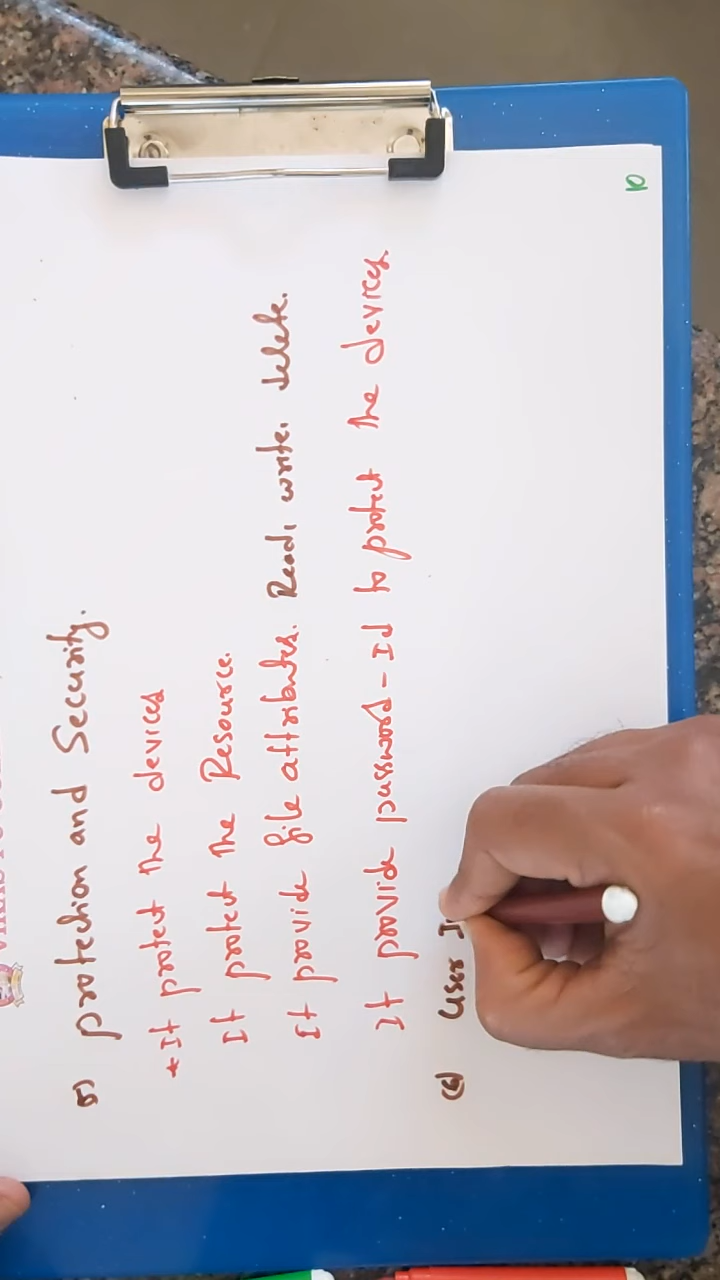 5) protection and Security.
* It protect the devices
It protect the Resource.
It provide file attributes. Read, write. delete.
It provide password - Id to protect the devices.
(6) User I
10